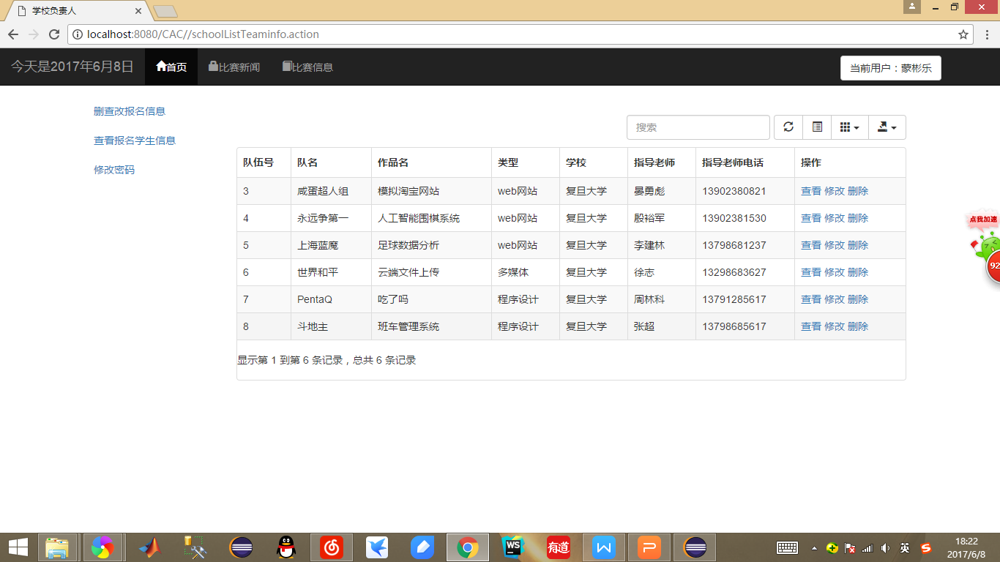 学校负责人
localhost:8080/CAC//schoolListTeaminfo.action
今天是2017年6月8日 首页 比赛新闻 比赛信息 当前用户：蒙彬乐
删查改报名信息
查看报名学生信息
修改密码
搜索
队伍号 队名 作品名 类型 学校 指导老师 指导老师电话 操作
3 咸蛋超人组 模拟淘宝网站 web网站 复旦大学 晏勇彪 13902380821 查看 修改 删除
4 永远争第一 人工智能围棋系统 web网站 复旦大学 殷裕军 13902381530 查看 修改 删除
5 上海蓝魔 足球数据分析 web网站 复旦大学 李建林 13798681237 查看 修改 删除
6 世界和平 云端文件上传 多媒体 复旦大学 徐志 13298683627 查看 修改 删除
7 PentaQ 吃了吗 程序设计 复旦大学 周林科 13791285617 查看 修改 删除
8 斗地主 班车管理系统 程序设计 复旦大学 张超 13798685617 查看 修改 删除
显示第 1 到第 6 条记录，总共 6 条记录
点我加速
92
WS 有道 W P 英 S
18:22
2017/6/8